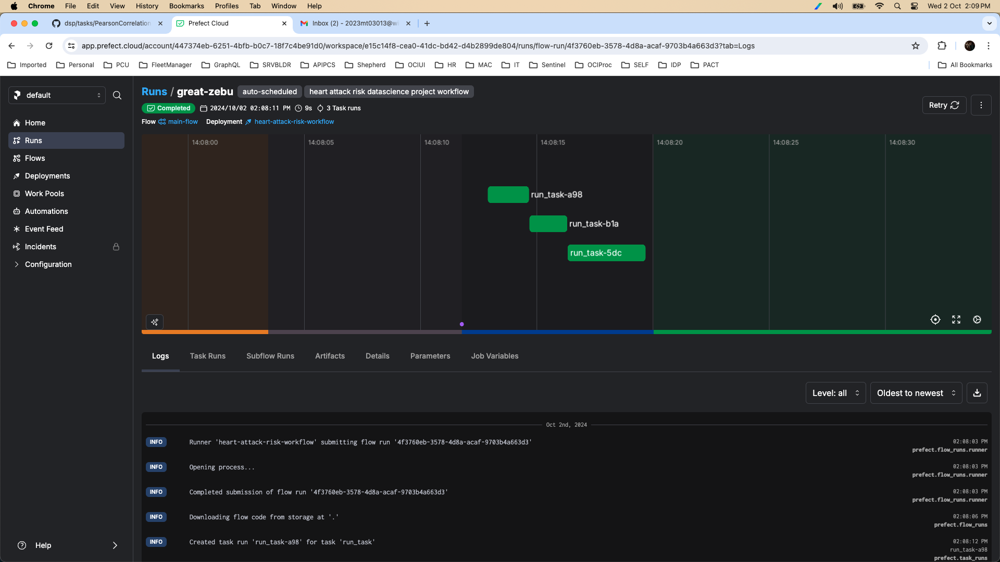 Chrome File Edit View History Bookmarks Profiles Tab Window Help Wed 2 Oct 2:09 PM
dsp/tasks/PearsonCorrelation Prefect Cloud Inbox (2) - 2023mt03013@wi
app.prefect.cloud/account/447374eb-6251-4bfb-b0c7-18f7c4be91d0/workspace/e15c14f8-cea0-41dc-bd42-d4b2899de804/runs/flow-run/4f3760eb-3578-4d8a-acaf-9703b4a663d3?tab=Logs
Imported Personal PCU FleetManager GraphQL SRVBLDR APIPCS Shepherd OCIUI HR MAC IT Sentinel OCIProc SELF IDP PACT All Bookmarks
default
Home
Runs
Flows
Deployments
Work Pools
Automations
Event Feed
Incidents
Configuration
Help
Runs / great-zebu auto-scheduled heart attack risk datascience project workflow
Completed 2024/10/02 02:08:11 PM 9s 3 Task runs
Flow main-flow Deployment heart-attack-risk-workflow
Retry
14:08:00 14:08:05 14:08:10 14:08:15 14:08:20 14:08:25 14:08:30
run_task-a98
run_task-b1a
run_task-5dc
Logs Task Runs Subflow Runs Artifacts Details Parameters Job Variables
Level: all Oldest to newest
Oct 2nd, 2024
INFO Runner 'heart-attack-risk-workflow' submitting flow run '4f3760eb-3578-4d8a-acaf-9703b4a663d3' 02:08:03 PM
prefect.flow_runs.runner
INFO Opening process... 02:08:03 PM
prefect.flow_runs.runner
INFO Completed submission of flow run '4f3760eb-3578-4d8a-acaf-9703b4a663d3' 02:08:03 PM
prefect.flow_runs.runner
INFO Downloading flow code from storage at '.' 02:08:06 PM
prefect.flow_runs
INFO Created task run 'run_task-a98' for task 'run_task' 02:08:12 PM
run_task-a98
prefect.task_runs